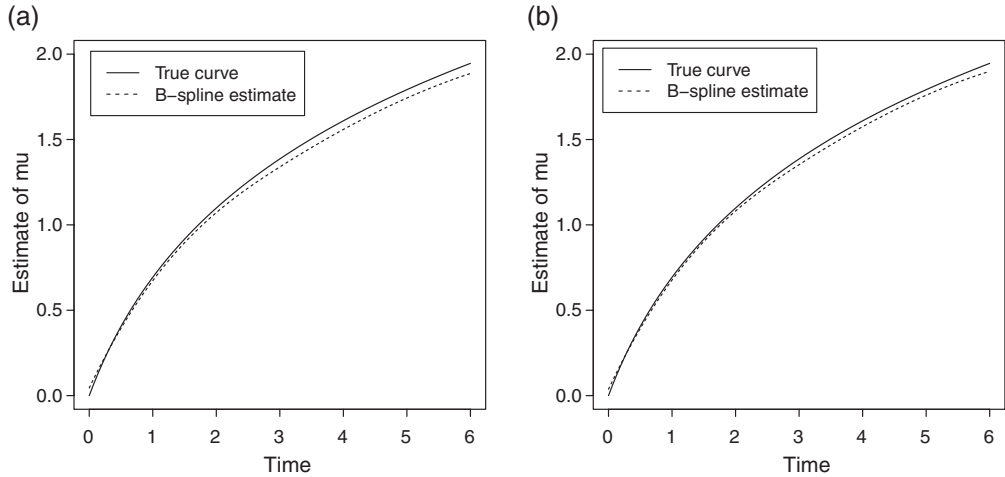 (a)
True curve
B-spline estimate
Estimate of mu
2.0
1.5
1.0
0.5
0.0
0 1 2 3 4 5 6
Time
(b)
True curve
B-spline estimate
Estimate of mu
2.0
1.5
1.0
0.5
0.0
0 1 2 3 4 5 6
Time